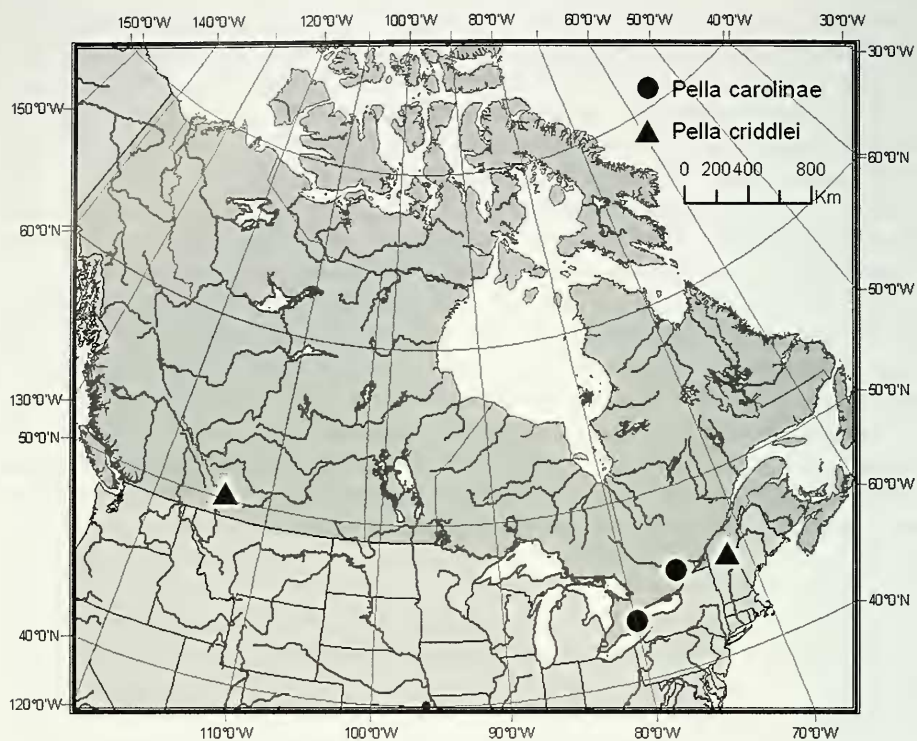 150°0'W 140°0'W 120°0'W 100°0'W 80°0'W 60°0'W 50°0'W 40°0'W 30°0'W
30°0'W
150°0'W
60°0'N
60°0'N
50°0'W
130°0'W
50°0'N
50°0'N
60°0'W
40°0'N
40°0'N
120°0'W
70°0'W
110°0'W 100°0'W 90°0'W 80°0'W 70°0'W
Pella carolinae
Pella criddlei
0 200 400 800
Km